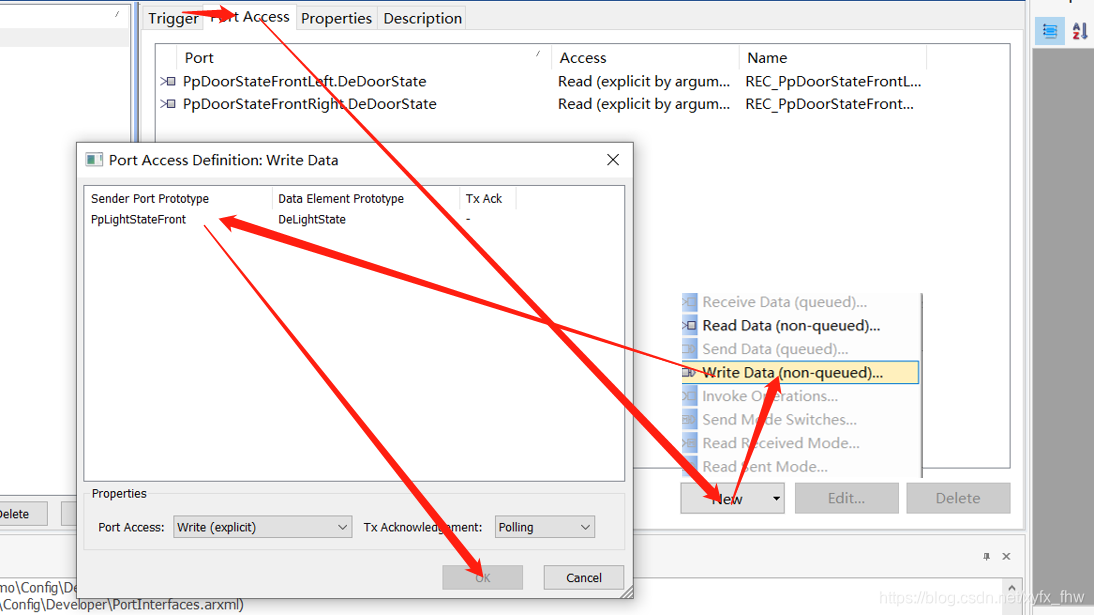 Trigger Port Access Properties Description
Port Access Name
PpDoorStateFrontLeft.DeDoorState Read (explicit by argum... REC_PpDoorStateFrontL...
PpDoorStateFrontRight.DeDoorState Read (explicit by argum... REC_PpDoorStateFront...
Port Access Definition: Write Data
Sender Port Prototype Data Element Prototype Tx Ack
PpLightStateFront DeLightState -
Receive Data (queued)...
Read Data (non-queued)...
Send Data (queued)...
Write Data (non-queued)...
Invoke Operations...
Send Mode Switches...
Read Received Mode...
Read Sent Mode...
New Edit... Delete
Properties
Port Access: Write (explicit) Tx Acknowledgement: Polling
OK Cancel
Delete
mo\Config\De
\Config\Developer\PortInterfaces.arxml)
https://blog.csdn.net/xyfx_fhw